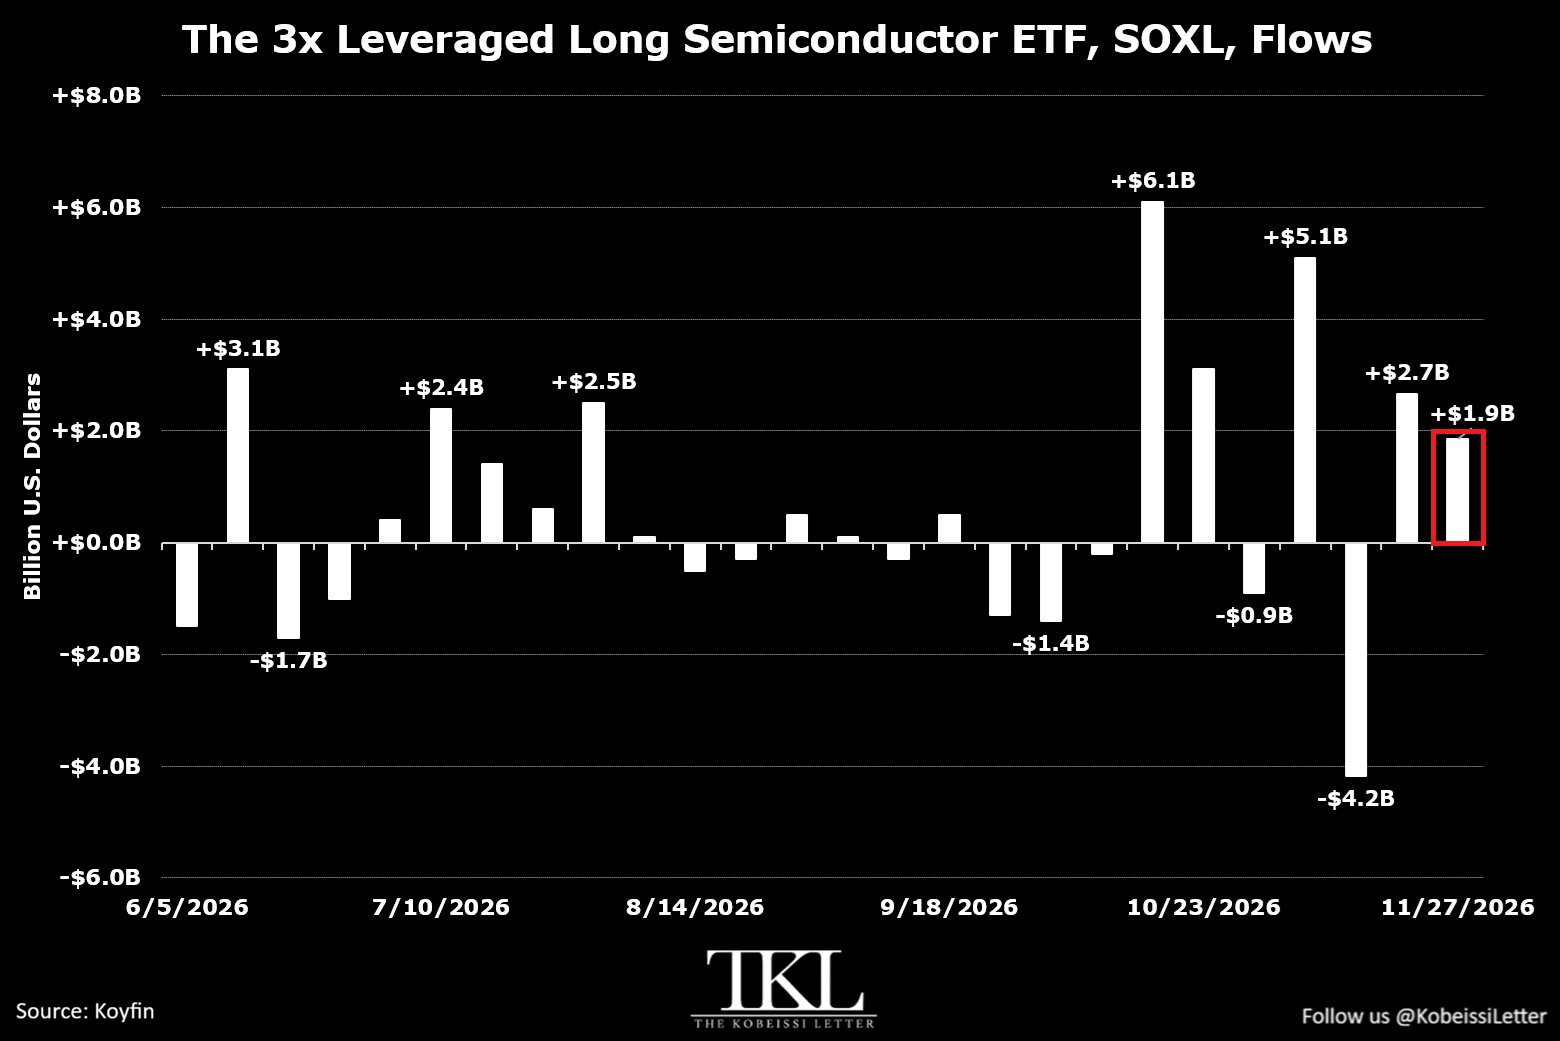 The 3x Leveraged Long Semiconductor ETF, SOXL, Flows
Billion U.S. Dollars
+$8.0B
+$6.0B
+$4.0B
+$2.0B
+$0.0B
-$2.0B
-$4.0B
-$6.0B
+$3.1B
-$1.7B
+$2.4B
+$2.5B
-$1.4B
+$6.1B
-$0.9B
+$5.1B
-$4.2B
+$2.7B
+$1.9B
6/5/2026
7/10/2026
8/14/2026
9/18/2026
10/23/2026
11/27/2026
Source: Koyfin
TKL
THE KOBEISSI LETTER
Follow us @KobeissiLetter